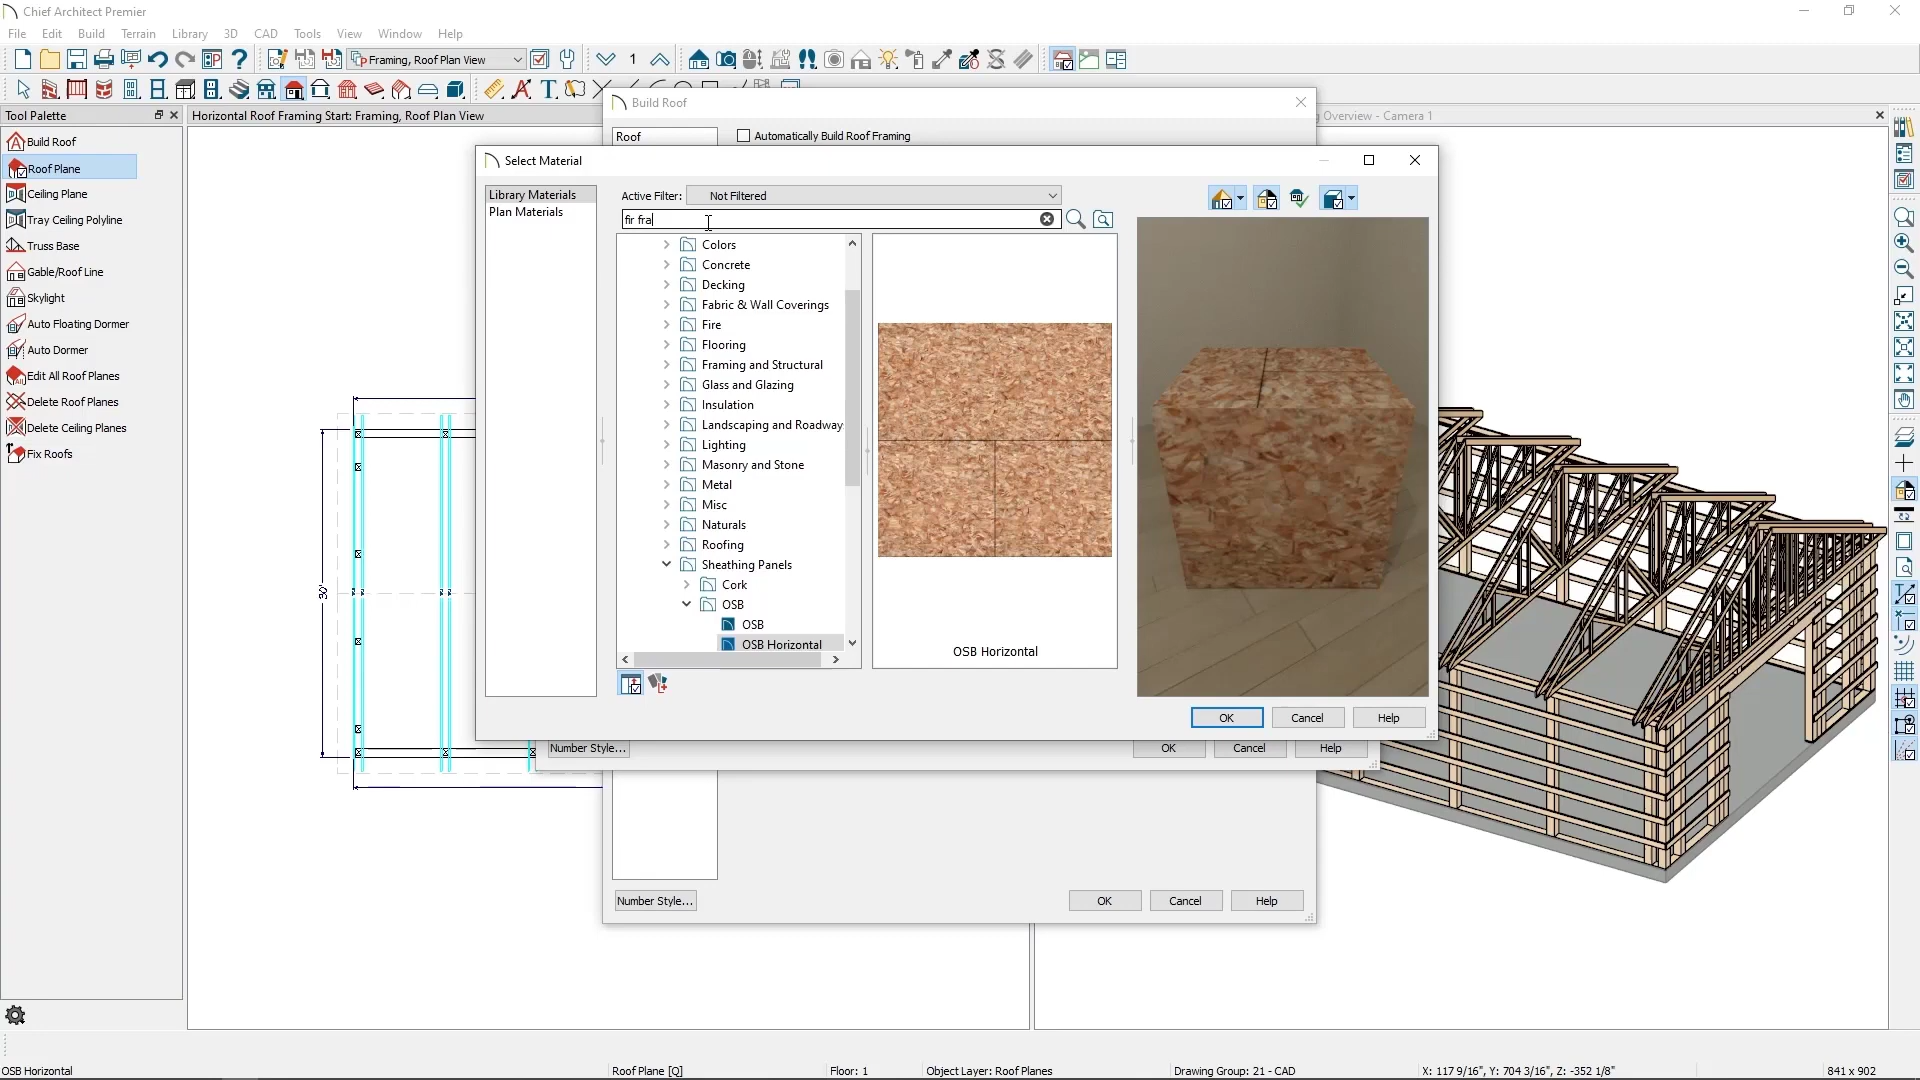 Chief Architect Premier
File Edit Build Terrain Library 3D CAD Tools View Window Help
Framing, Roof Plan View
1
Tool Palette
Horizontal Roof Framing Start: Framing, Roof Plan View
Overview - Camera 1
Build Roof
Roof Plane
Ceiling Plane
Tray Ceiling Polyline
Truss Base
Gable/Roof Line
Skylight
Auto Floating Dormer
Auto Dormer
Edit All Roof Planes
Delete Roof Planes
Delete Ceiling Planes
Fix Roofs
30'
Build Roof
Roof
Automatically Build Roof Framing
Select Material
Library Materials
Plan Materials
Active Filter:
Not Filtered
fir fra
Colors
Concrete
Decking
Fabric & Wall Coverings
Fire
Flooring
Framing and Structural
Glass and Glazing
Insulation
Landscaping and Roadway
Lighting
Masonry and Stone
Metal
Misc
Naturals
Roofing
Sheathing Panels
Cork
OSB
OSB
OSB Horizontal
OSB Horizontal
OK Cancel Help
Number Style...
OK Cancel Help
Number Style...
OK Cancel Help
OSB Horizontal
Roof Plane [Q]
Floor: 1
Object Layer: Roof Planes
Drawing Group: 21 - CAD
X: 117 9/16", Y: 704 3/16", Z: -352 1/8"
841 x 902